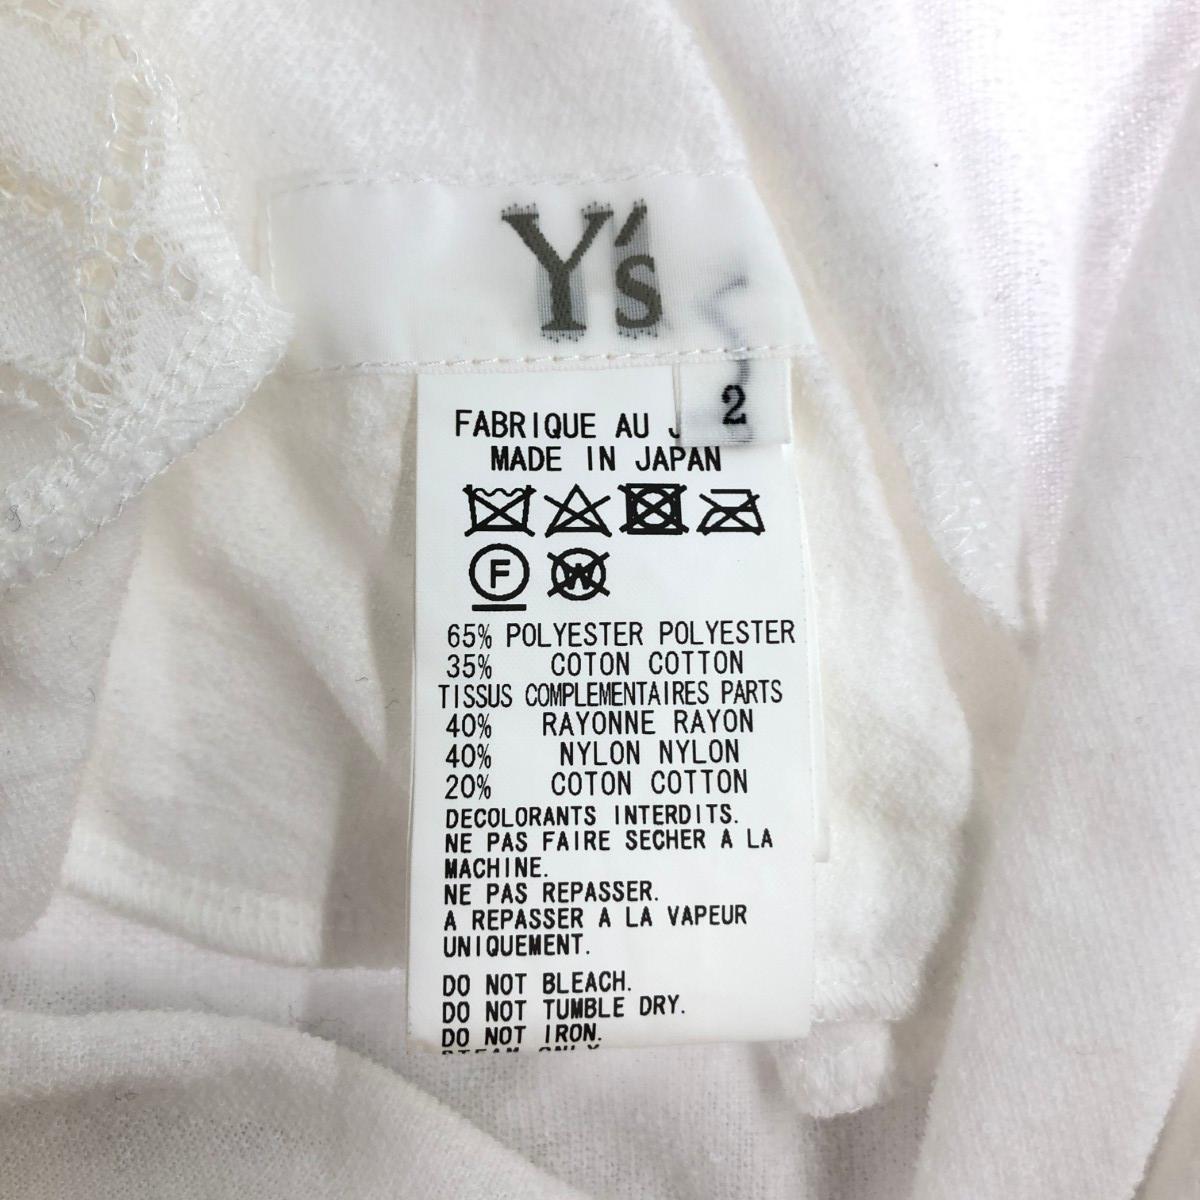 Y's
2
FABRIQUE AU
MADE IN JAPAN
F
W
65% POLYESTER POLYESTER
35% COTON COTTON
TISSUS COMPLEMENTAIRES PARTS
40% RAYONNE RAYON
40% NYLON NYLON
20% COTON COTTON
DECOLORANTS INTERDITS.
NE PAS FAIRE SECHER A LA
MACHINE.
NE PAS REPASSER.
A REPASSER A LA VAPEUR
UNIQUEMENT.
DO NOT BLEACH.
DO NOT TUMBLE DRY.
DO NOT IRON.